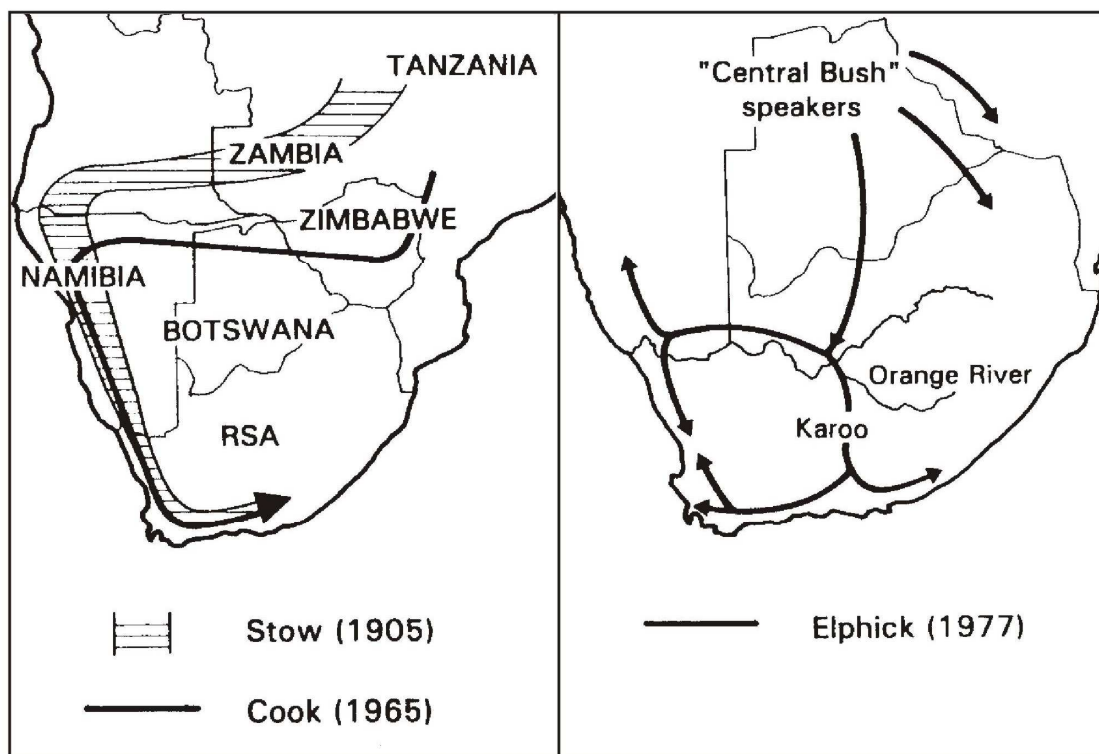 TANZANIA
ZAMBIA
ZIMBABWE
NAMIBIA
BOTSWANA
RSA
Stow (1905)
Cook (1965)
"Central Bush"
speakers
Orange River
Karoo
Elphick (1977)